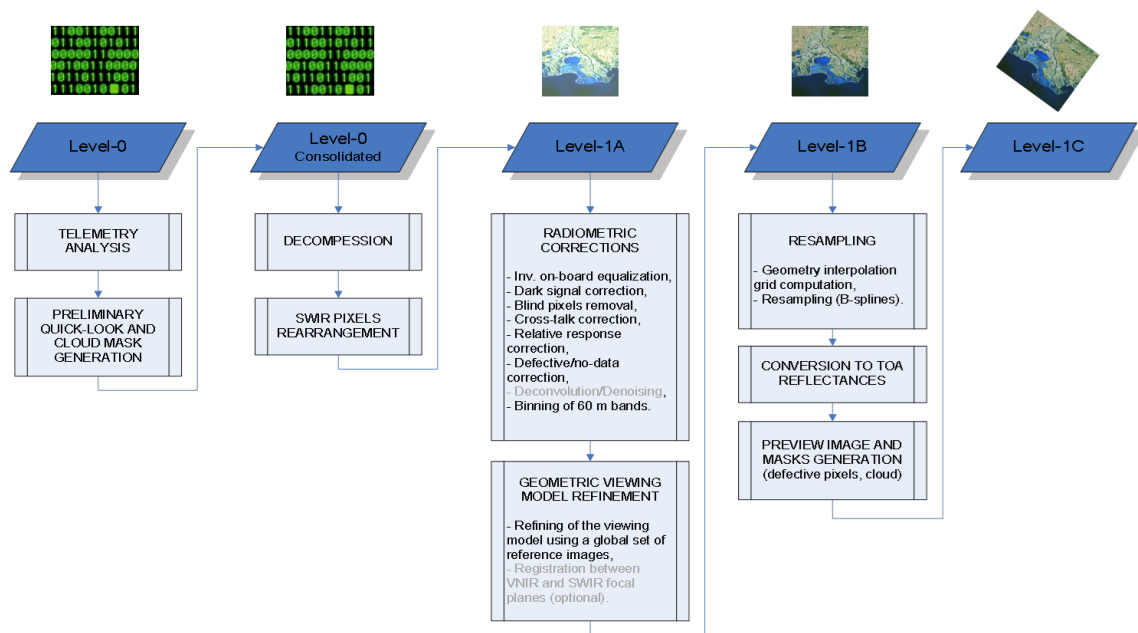 Level-0
TELEMETRY
ANALYSIS
PRELIMINARY
QUICK-LOOK AND
CLOUD MASK
GENERATION
Level-0
Consolidated
DECOMPESSION
SWIR PIXELS
REARRANGEMENT
Level-1A
RADIOMETRIC
CORRECTIONS
- Inv. on-board equalization,
- Dark signal correction,
- Blind pixels removal,
- Cross-talk correction,
- Relative response
correction,
- Defective/no-data
correction,
- Deconvolution/Denoising,
- Binning of 60 m bands.
GEOMETRIC VIEWING
MODEL REFINEMENT
- Refining of the viewing
model using a global set of
reference images,
- Registration between
VNIR and SWIR focal
planes (optional).
Level-1B
RESAMPLING
- Geometry interpolation
grid computation,
- Resampling (B-splines).
CONVERSION TO TOA
REFLECTANCES
PREVIEW IMAGE AND
MASKS GENERATION
(defective pixels, cloud)
Level-1C